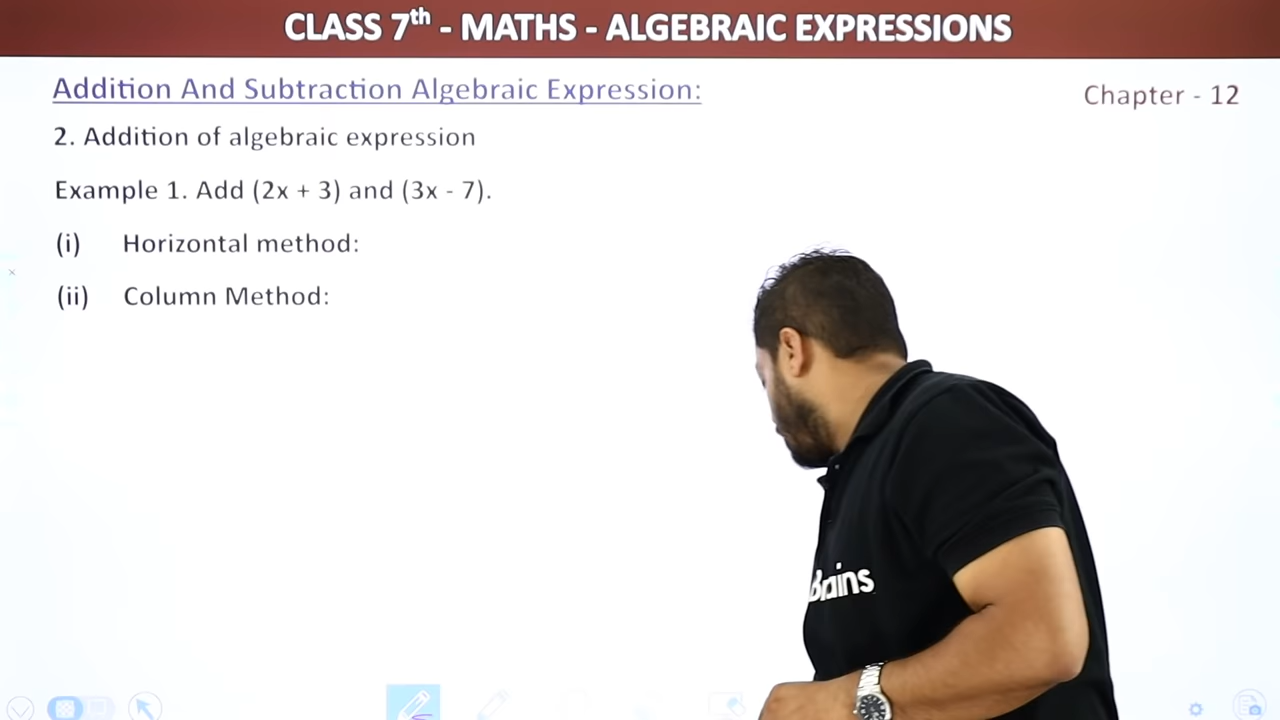 CLASS 7th - MATHS - ALGEBRAIC EXPRESSIONS
Addition And Subtraction Algebraic Expression:
Chapter - 12
2. Addition of algebraic expression
Example 1. Add (2x + 3) and (3x - 7).
(i) Horizontal method:
(ii) Column Method:
Brains